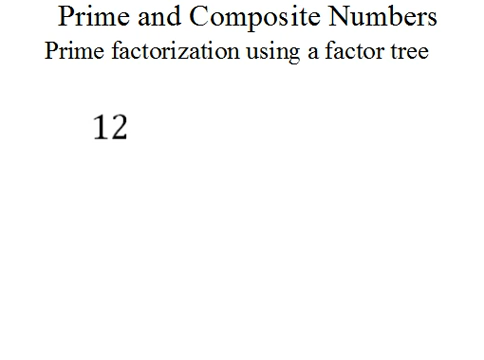 Prime and Composite Numbers
Prime factorization using a factor tree
12